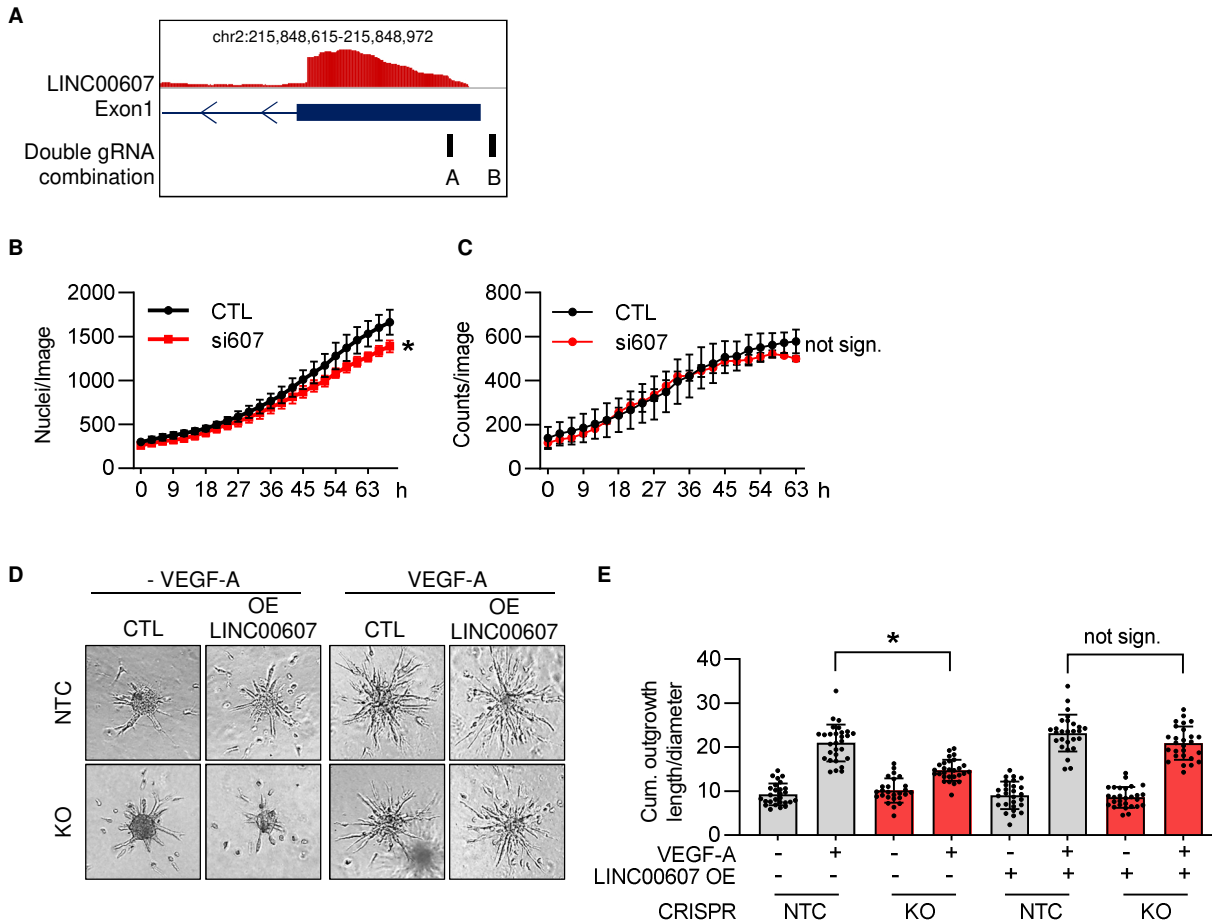 A
chr2:215,848,615-215,848,972
LINC00607
Exon1
Double gRNA
combination
A B
B
Nuclei/Image
2000
1500
1000
500
0
CTL
si607
*
0 9 18 27 36 45 54 63 h
C
Counts/image
800
600
400
200
0
CTL
si607
not sign.
0 9 18 27 36 45 54 63 h
D
- VEGF-A VEGF-A
CTL OE LINC00607 CTL OE LINC00607
NTC
KO
E
Cum. outgrowth
length/diameter
40
30
20
10
0
* not sign.
VEGF-A - + - + - + - +
LINC00607 OE - - - - + + + +
CRISPR NTC KO NTC KO